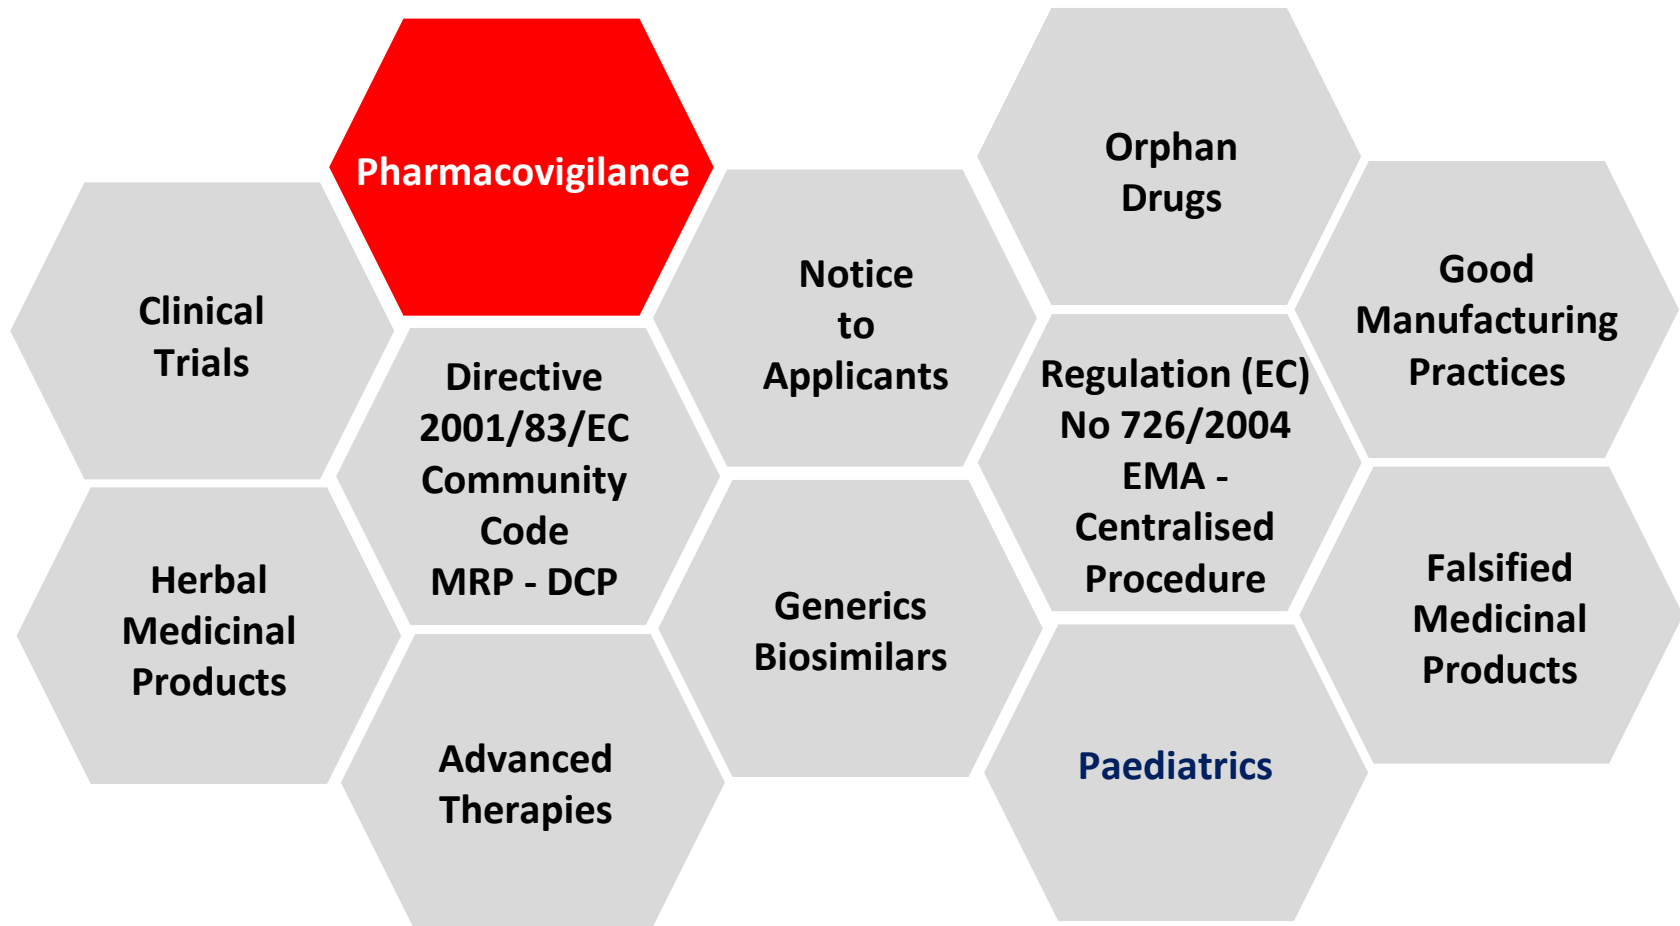 Pharmacovigilance
Orphan
Drugs
Clinical
Trials
Notice
to
Applicants
Good
Manufacturing
Practices
Directive
2001/83/EC
Community
Code
MRP - DCP
Regulation (EC)
No 726/2004
EMA -
Centralised
Procedure
Herbal
Medicinal
Products
Generics
Biosimilars
Falsified
Medicinal
Products
Advanced
Therapies
Paediatrics